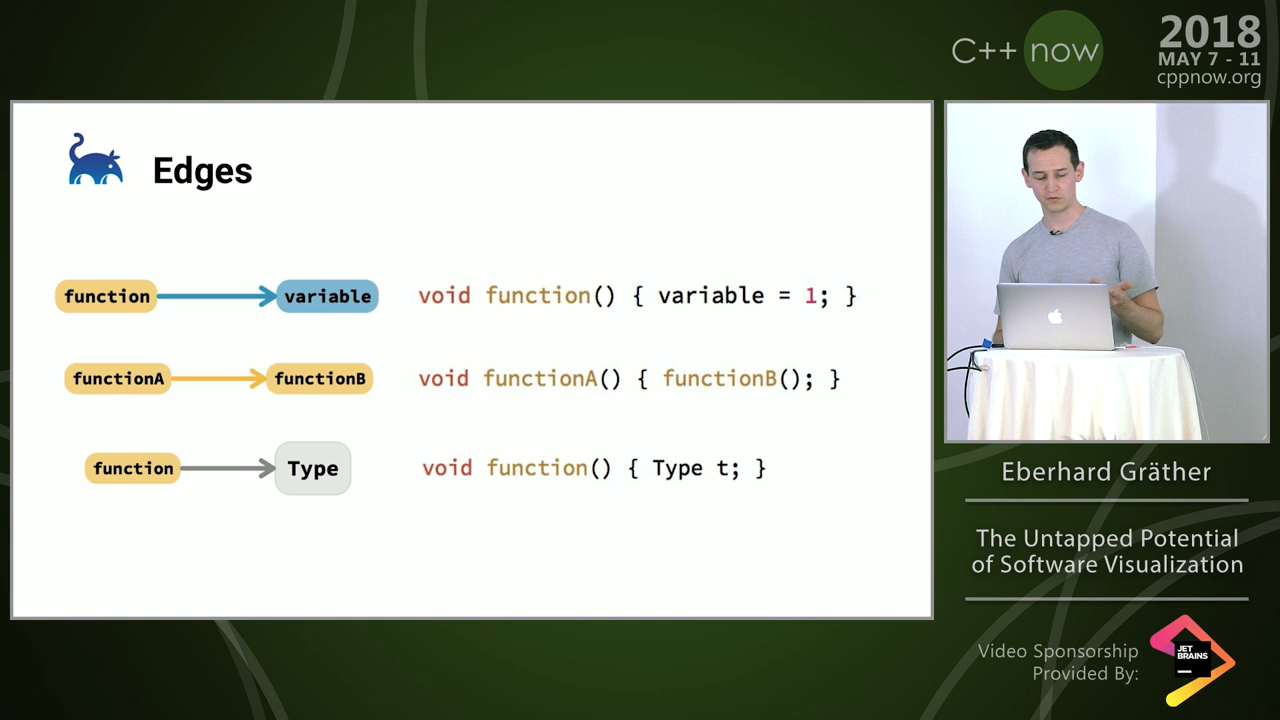 C++ now
2018
MAY 7 - 11
cppnow.org
Edges
function variable void function() { variable = 1; }
functionA functionB void functionA() { functionB(); }
function Type void function() { Type t; }
Eberhard Gräther
The Untapped Potential
of Software Visualization
Video Sponsorship
Provided By:
JET
BRAINS